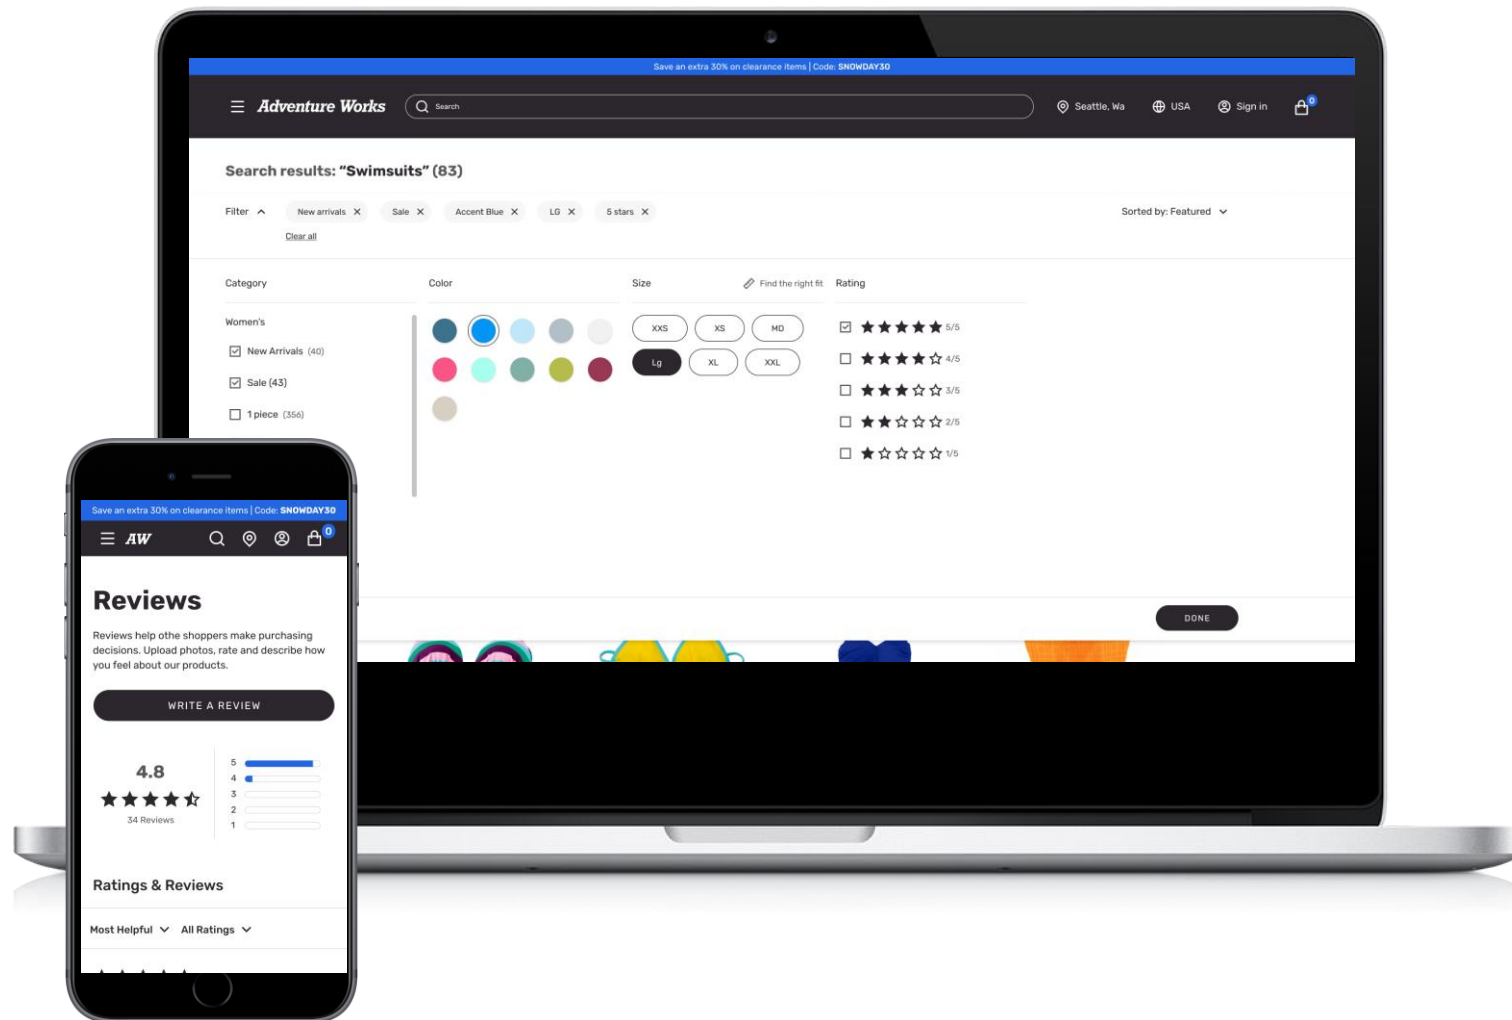 Save an extra 30% on clearance items | Code: SNOWDAY30
Adventure Works
Search
Seattle, Wa
USA
Sign in
0
Search results: “Swimsuits” (83)
Filter
New arrivals
Sale
Accent Blue
LG
5 stars
Sorted by: Featured
Clear all
Category
Color
Size
Find the right fit
Rating
Women's
New Arrivals (40)
Sale (43)
1 piece (356)
XXS
XS
MD
Lg
XL
XXL
5/5
4/5
3/5
2/5
1/5
DONE
Save an extra 30% on clearance items | Code: SNOWDAY30
AW
0
Reviews
Reviews help othe shoppers make purchasing
decisions. Upload photos, rate and describe how
you feel about our products.
WRITE A REVIEW
4.8
34 Reviews
5
4
3
2
1
Ratings & Reviews
Most Helpful
All Ratings